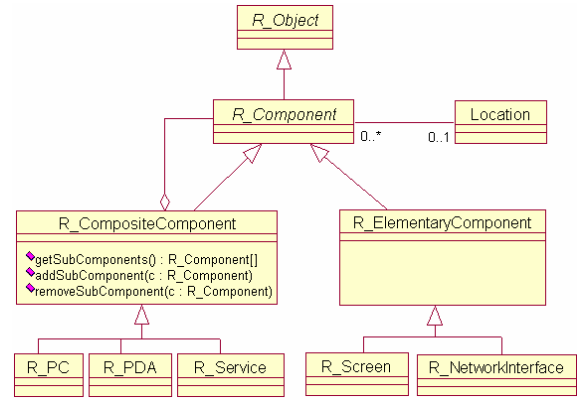 R_Object
R_Component
Location
0..*
0..1
R_CompositeComponent
getSubComponents() : R_Component[]
addSubComponent(c : R_Component)
removeSubComponent(c : R_Component)
R_ElementaryComponent
R_PC
R_PDA
R_Service
R_Screen
R_NetworkInterface